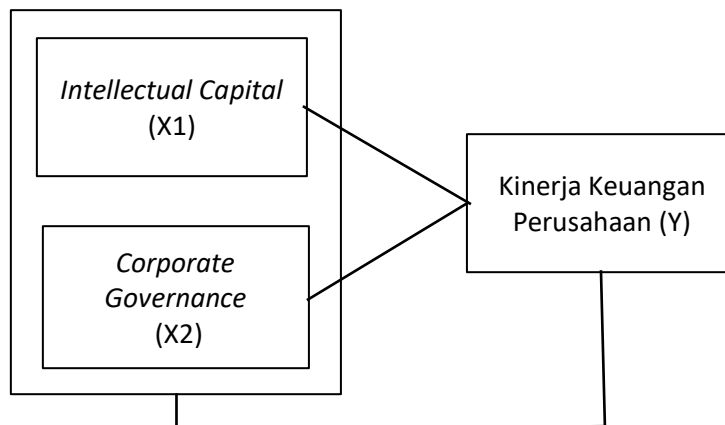 Intellectual Capital
(X1)
Kinerja Keuangan
Perusahaan (Y)
Corporate
Governance
(X2)